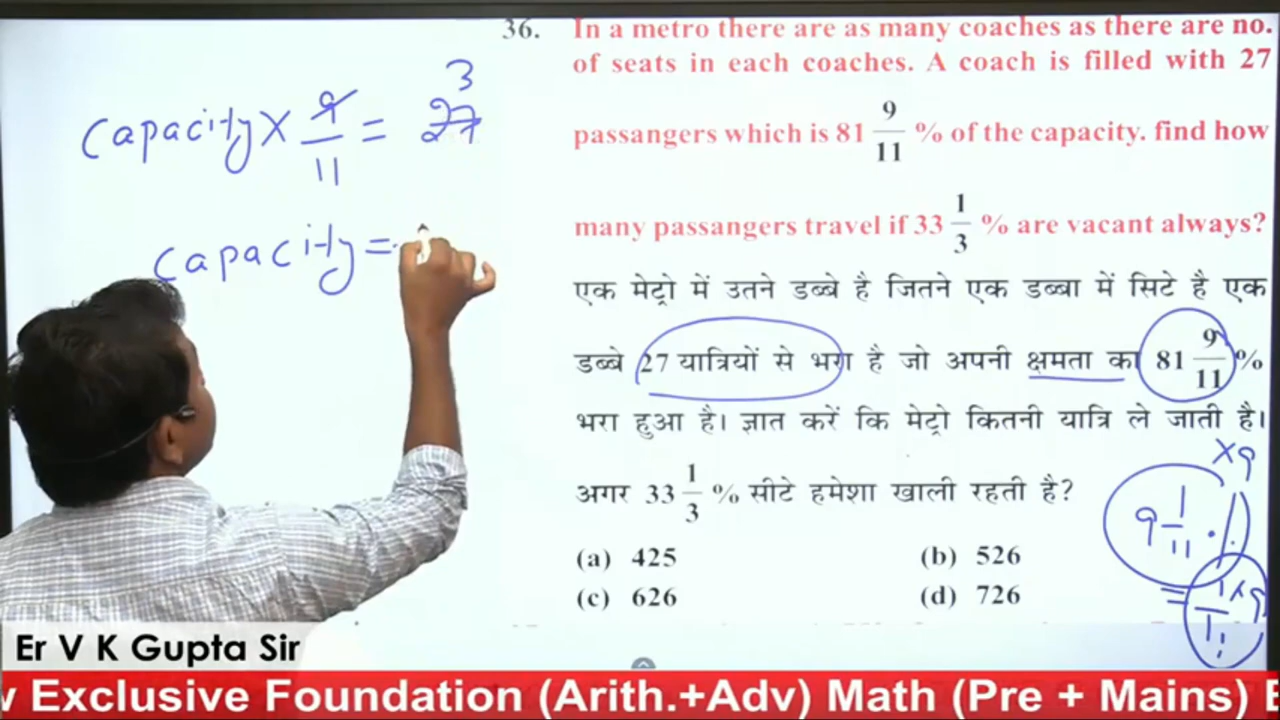 36. In a metro there are as many coaches as there are no.
of seats in each coaches. A coach is filled with 27
passangers which is 81 9/11 % of the capacity. find how
many passangers travel if 33 1/3 % are vacant always?
एक मेट्रो में उतने डब्बे है जितने एक डब्बा में सिटे है एक
डब्बे 27 यात्रियों से भरा है जो अपनी क्षमता का 81 9/11 %
भरा हुआ है। ज्ञात करें कि मेट्रो कितनी यात्रि ले जाती है।
अगर 33 1/3 % सीटे हमेशा खाली रहती है?
(a) 425 (b) 526
(c) 626 (d) 726
Capacity × 9/11 = 27 3
Capacity =
×9
9 1/11 %
= 1/11 ×9
Er V K Gupta Sir
Exclusive Foundation (Arith.+Adv) Math (Pre + Mains)